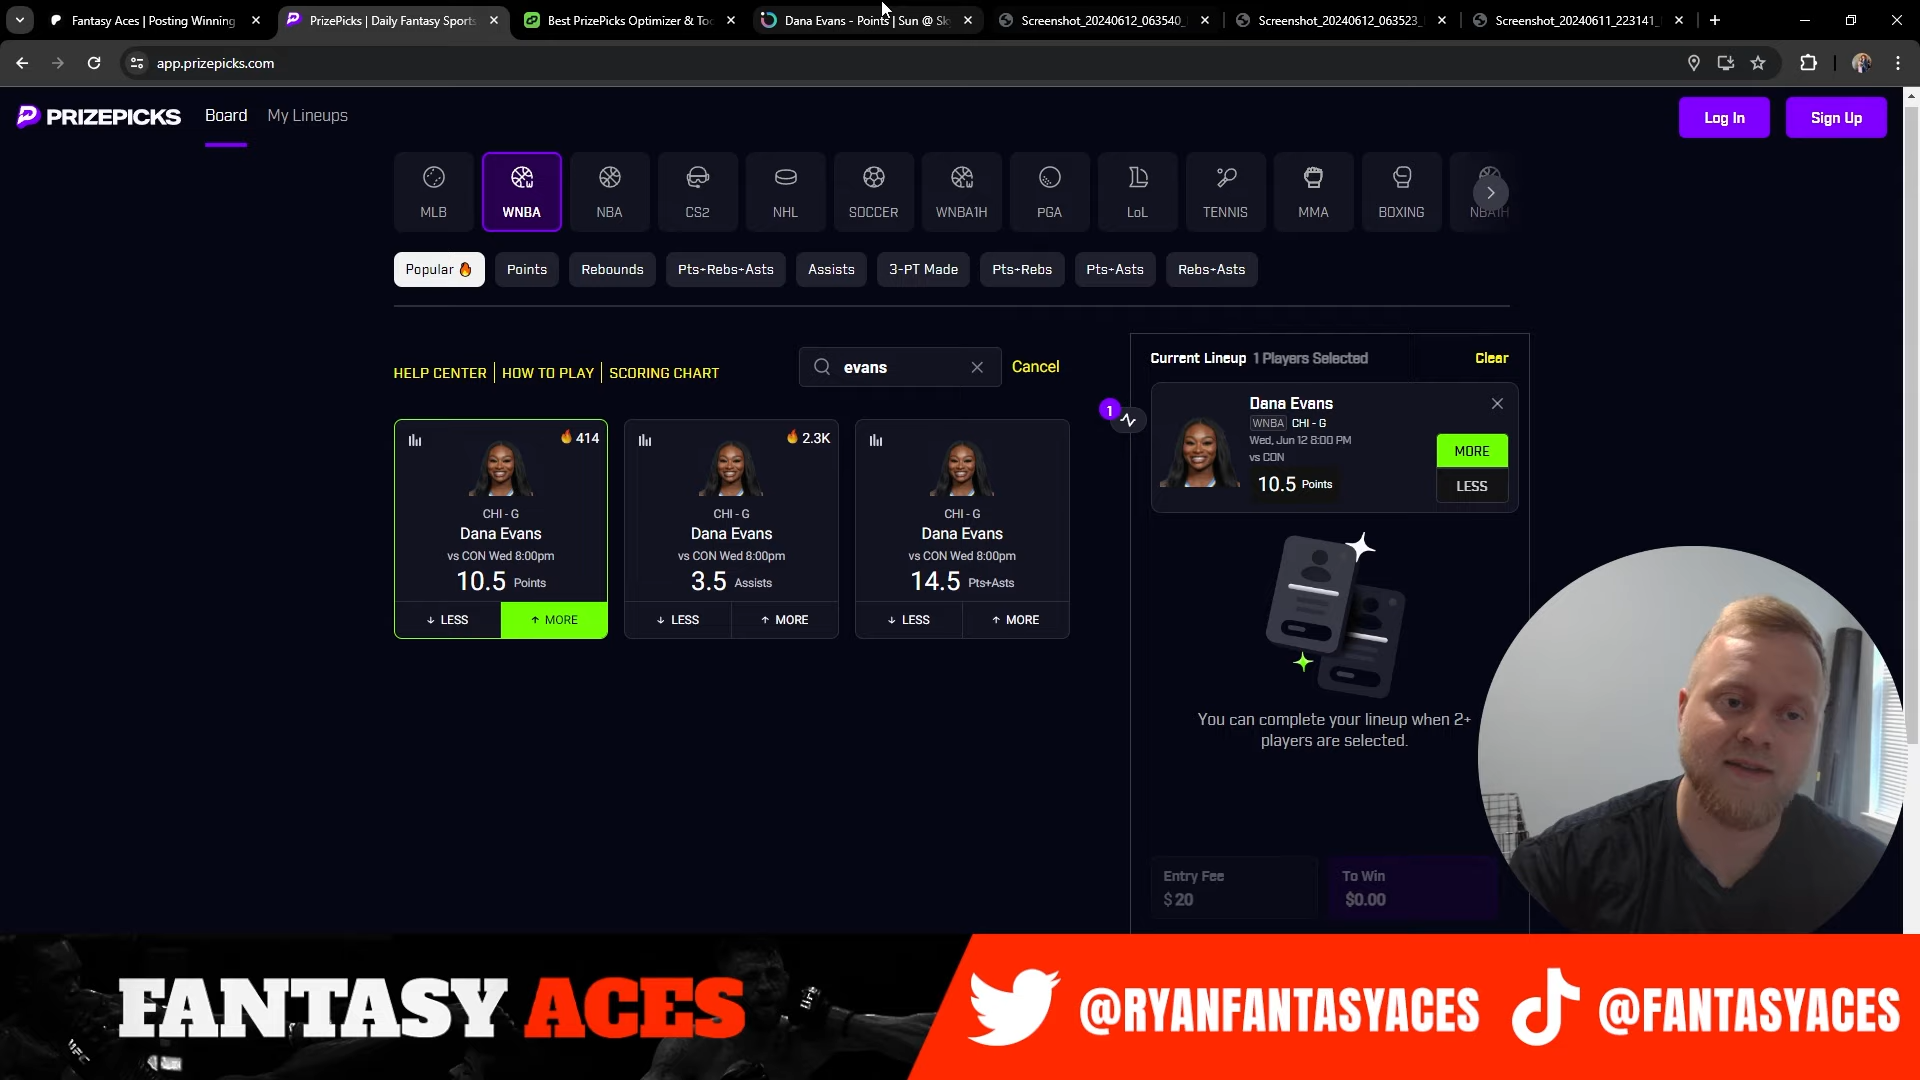 Fantasy Aces | Posting Winning
PrizePicks | Daily Fantasy Sports
Best PrizePicks Optimizer & Too
Dana Evans - Points | Sun @ Sk
Screenshot_20240612_063540_
Screenshot_20240612_063523_
Screenshot_20240611_223141_
app.prizepicks.com
PRIZEPICKS
Board
My Lineups
Log In
Sign Up
MLB
WNBA
NBA
CS2
NHL
SOCCER
WNBA1H
PGA
LoL
TENNIS
MMA
BOXING
NBA1H
Popular
Points
Rebounds
Pts+Rebs+Asts
Assists
3-PT Made
Pts+Rebs
Pts+Asts
Rebs+Asts
HELP CENTER
HOW TO PLAY
SCORING CHART
evans
Cancel
414
CHI - G
Dana Evans
vs CON Wed 8:00pm
10.5 Points
LESS
MORE
2.3K
CHI - G
Dana Evans
vs CON Wed 8:00pm
3.5 Assists
LESS
MORE
CHI - G
Dana Evans
vs CON Wed 8:00pm
14.5 Pts+Asts
LESS
MORE
1
Current Lineup 1 Players Selected
Clear
Dana Evans
WNBA CHI - G
Wed, Jun 12 8:00 PM
vs CON
10.5 Points
MORE
LESS
You can complete your lineup when 2+
players are selected.
Entry Fee
$ 20
To Win
$0.00
FANTASY ACES
@RYANFANTASYACES
@FANTASYACES